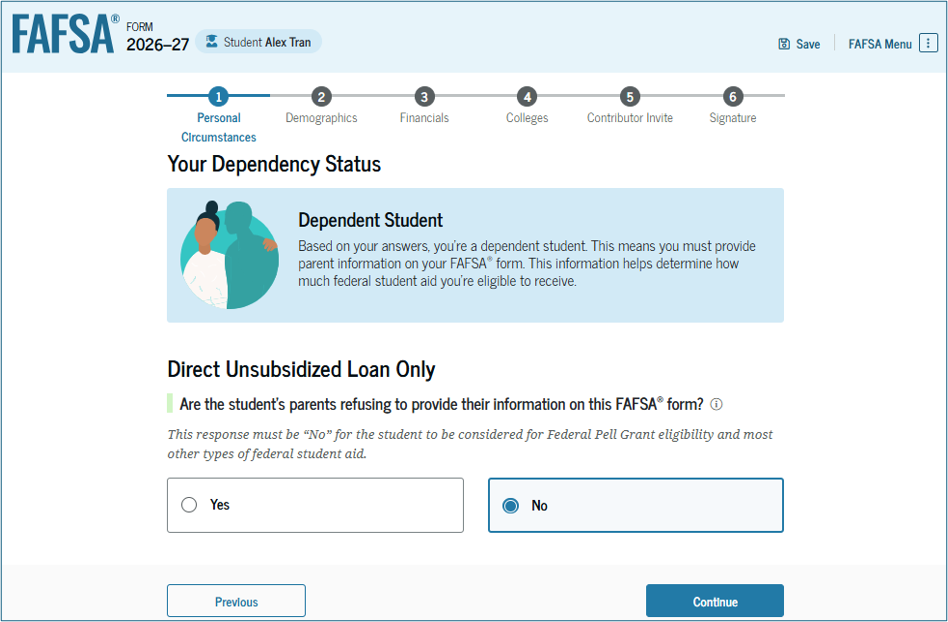 FAFSA® FORM
2026–27
Student Alex Tran
Save
FAFSA Menu
1 2 3 4 5 6
Personal Circumstances
Demographics
Financials
Colleges
Contributor Invite
Signature
Your Dependency Status
Dependent Student
Based on your answers, you're a dependent student. This means you must provide
parent information on your FAFSA® form. This information helps determine how
much federal student aid you're eligible to receive.
Direct Unsubsidized Loan Only
Are the student's parents refusing to provide their information on this FAFSA® form?
This response must be “No” for the student to be considered for Federal Pell Grant eligibility and most
other types of federal student aid.
Yes
No
Previous
Continue